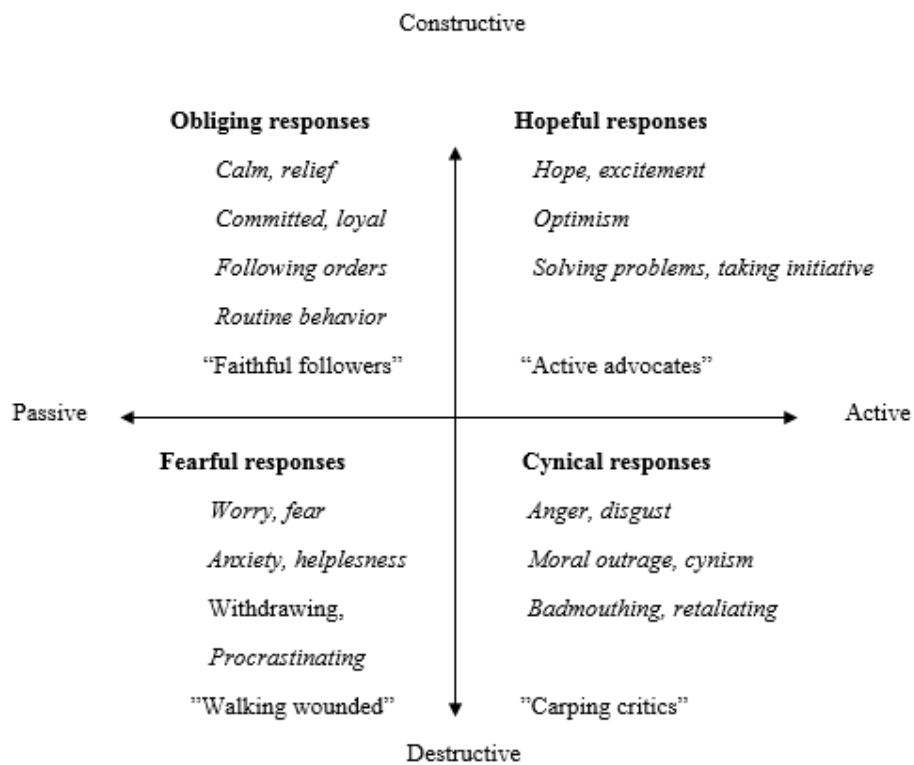 Constructive
Obliging responses
Calm, relief
Committed, loyal
Following orders
Routine behavior
“Faithful followers”
Hopeful responses
Hope, excitement
Optimism
Solving problems, taking initiative
“Active advocates”
Passive
Active
Fearful responses
Worry, fear
Anxiety, helplesness
Withdrawing,
Procrastinating
”Walking wounded”
Cynical responses
Anger, disgust
Moral outrage, cynism
Badmouthing, retaliating
”Carping critics”
Destructive